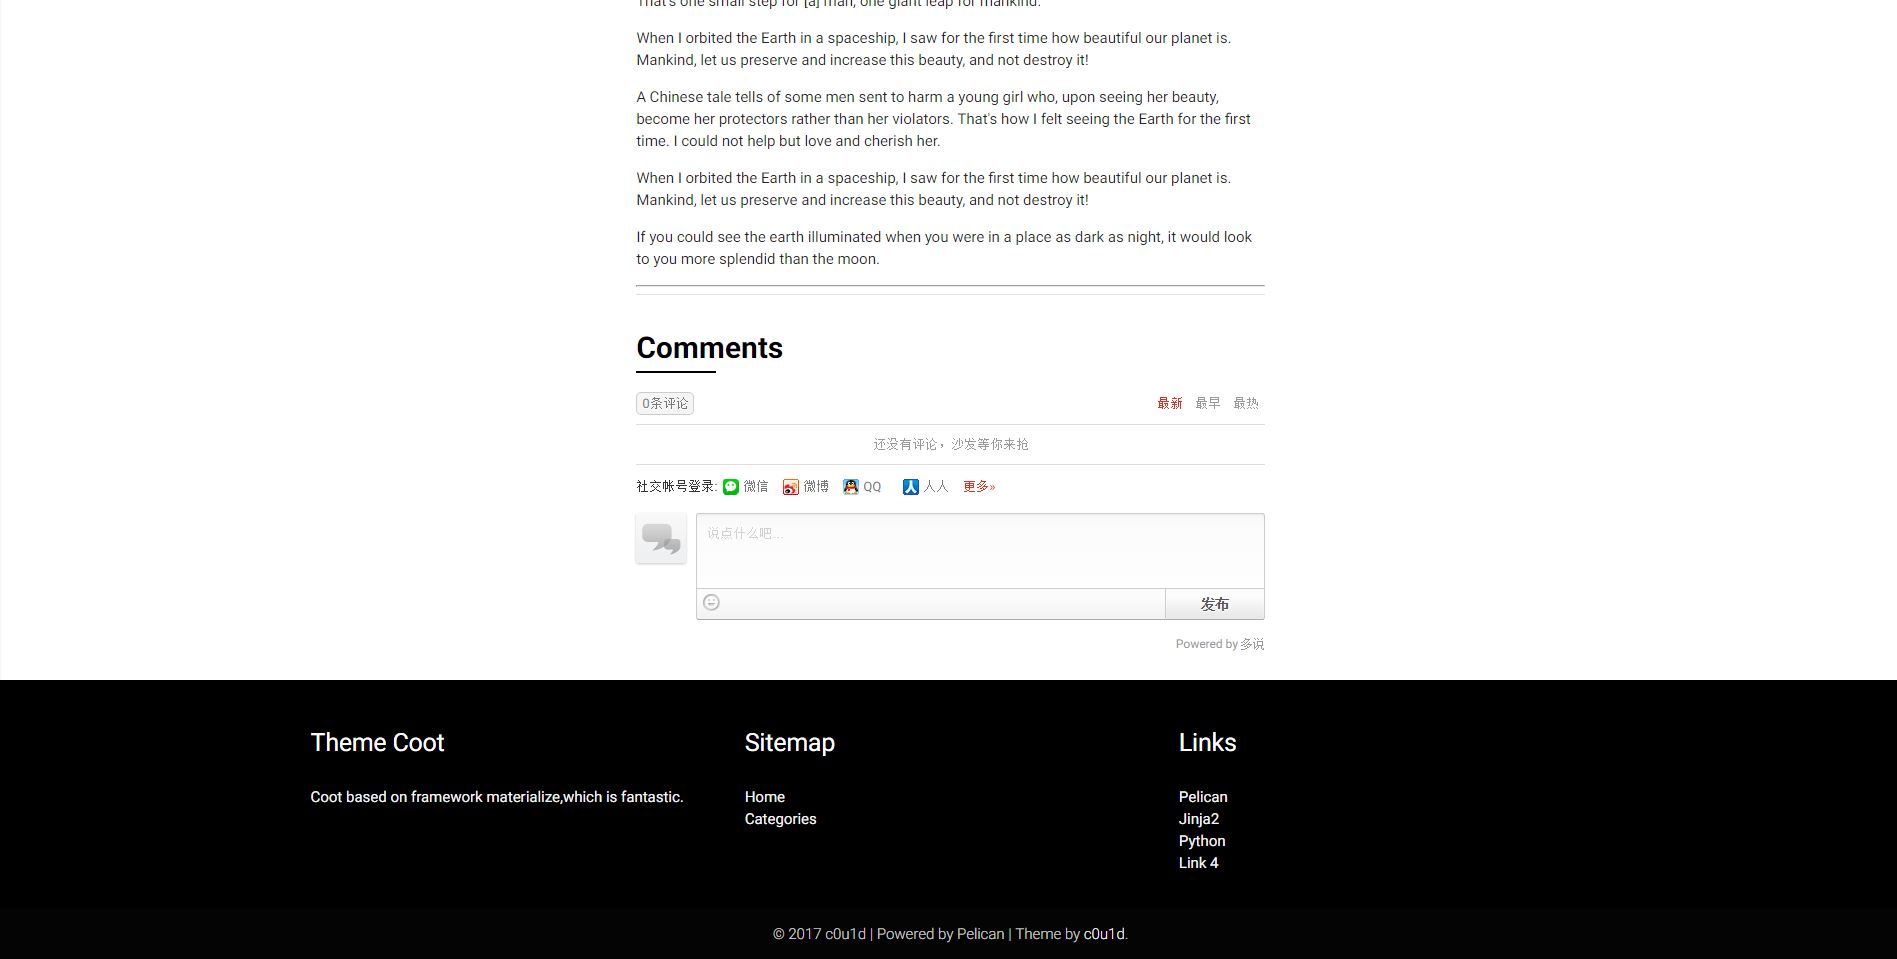 That's one small step for [a] man, one giant leap for mankind.
When I orbited the Earth in a spaceship, I saw for the first time how beautiful our planet is.
Mankind, let us preserve and increase this beauty, and not destroy it!
A Chinese tale tells of some men sent to harm a young girl who, upon seeing her beauty,
become her protectors rather than her violators. That's how I felt seeing the Earth for the first
time. I could not help but love and cherish her.
When I orbited the Earth in a spaceship, I saw for the first time how beautiful our planet is.
Mankind, let us preserve and increase this beauty, and not destroy it!
If you could see the earth illuminated when you were in a place as dark as night, it would look
to you more splendid than the moon.
Comments
0条评论 最新 最早 最热
还没有评论，沙发等你来抢
社交帐号登录: 微信 微博 QQ 人人 更多»
说点什么吧...
发布
Powered by 多说
Theme Coot
Coot based on framework materialize,which is fantastic.
Sitemap
Home
Categories
Links
Pelican
Jinja2
Python
Link 4
© 2017 c0u1d | Powered by Pelican | Theme by c0u1d.